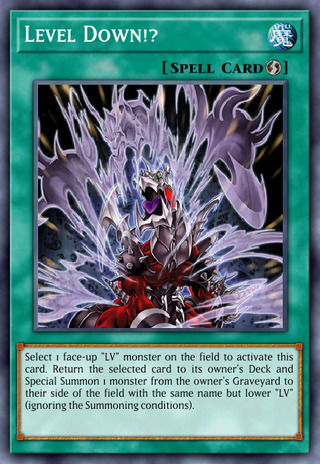 Level Down!?
魔
[Spell Card]
Select 1 face-up "LV" monster on the field to activate this
card. Return the selected card to its owner's Deck and
Special Summon 1 monster from the owner's Graveyard to
their side of the field with the same name but lower "LV"
(ignoring the Summoning conditions).